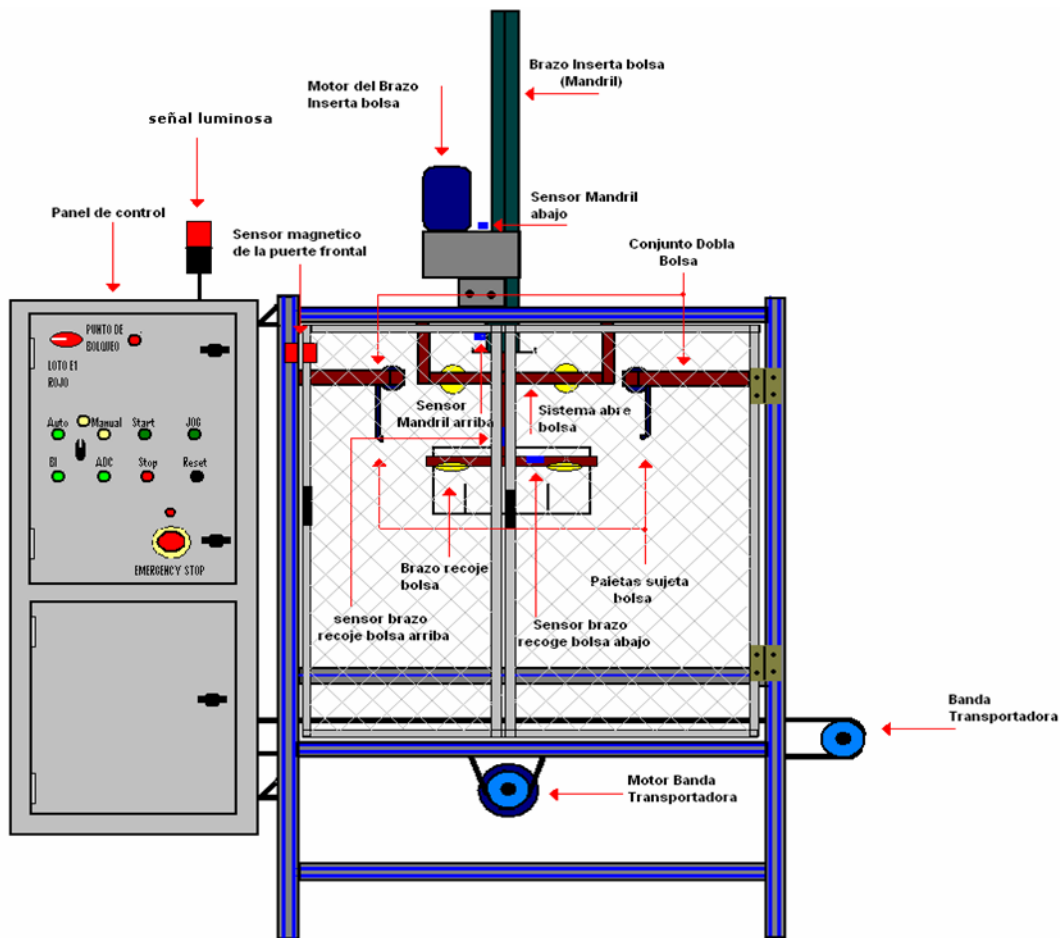 Brazo Inserta bolsa
(Mandril)
Motor del Brazo
Inserta bolsa
señal luminosa
Sensor Mandril
abajo
Panel de control
Sensor magnetico
de la puerte frontal
Conjunto Dobla
Bolsa
PUNTO DE
BOLQUEO
LOTO E1
ROJO
Auto
Manual
Start
JOG
BI
ADC
Stop
Reset
EMERGENCY STOP
Sensor
Mandril arriba
Sistema abre
bolsa
Brazo recoje
bolsa
Paletas sujeta
bolsa
sensor brazo
recoje bolsa arriba
Sensor brazo
recoge bolsa abajo
Banda
Transportadora
Motor Banda
Transportadora